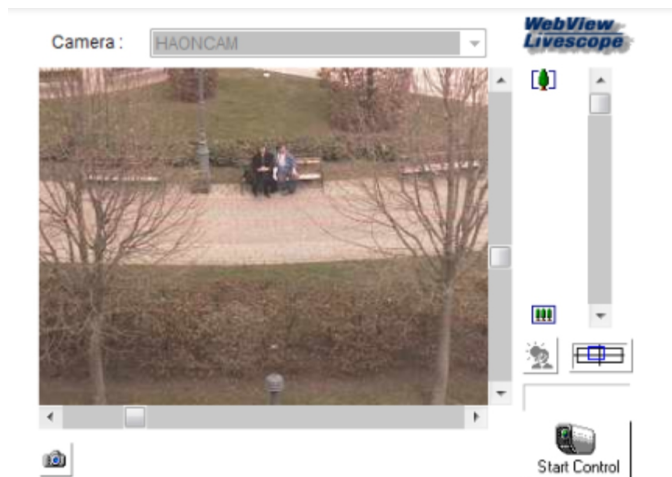 Camera :
HAONCAM
WebView
Livescope
Start Control